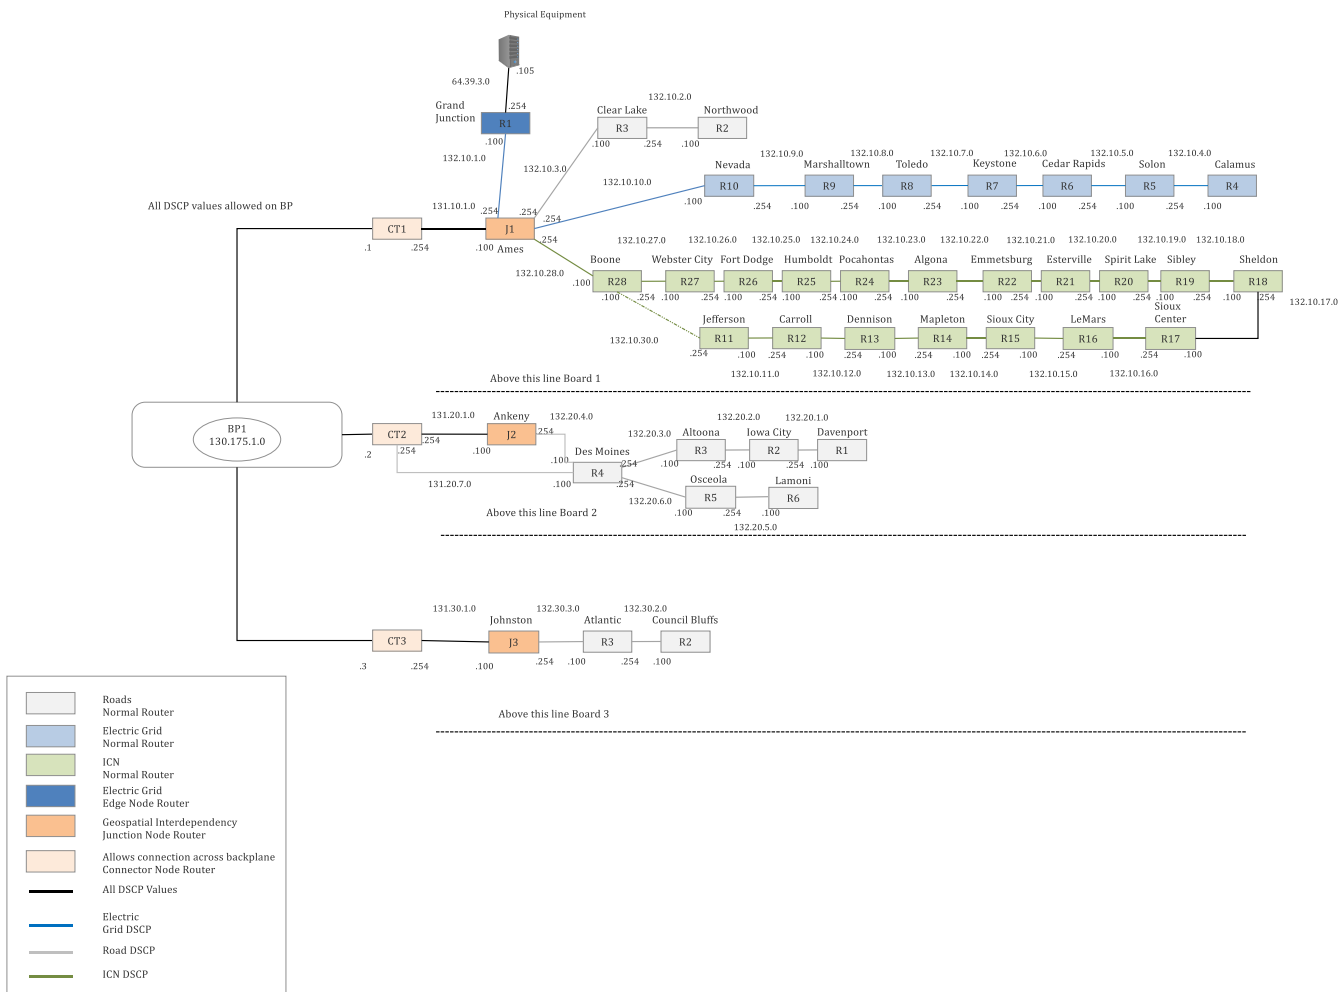 Physical Equipment
.105
64.39.3.0
.254
Grand
Junction
R1
.100
132.10.1.0
132.10.2.0
Clear Lake
Northwood
R3
R2
.100
.254
.100
132.10.3.0
132.10.9.0
132.10.8.0
132.10.7.0
132.10.6.0
132.10.5.0
132.10.4.0
Nevada
Marshalltown
Toledo
Keystone
Cedar Rapids
Solon
Calamus
132.10.10.0
R10
R9
R8
R7
R6
R5
R4
.100
.254
.100
.254
.100
.254
.100
.254
.100
.254
.100
.254
.100
All DSCP values allowed on BP
131.10.1.0
.254
.254
.254
CT1
J1
.1
.254
.100
Ames
.254
132.10.27.0
132.10.26.0
132.10.25.0
132.10.24.0
132.10.23.0
132.10.22.0
132.10.21.0
132.10.20.0
132.10.19.0
132.10.18.0
Boone
Webster City
Fort Dodge
Humboldt
Pocahontas
Algona
Emmetsburg
Esterville
Spirit Lake
Sibley
Sheldon
132.10.28.0
.100
R28
R27
R26
R25
R24
R23
R22
R21
R20
R19
R18
.100
.254
.100
.254
.100
.254
.100
.254
.100
.254
.100
.254
.100
.254
.100
.254
.100
.254
.100
.254
.100
.254
132.10.17.0
Jefferson
Carroll
Dennison
Mapleton
Sioux City
LeMars
Sioux
Center
132.10.30.0
R11
R12
R13
R14
R15
R16
R17
.254
.100
.254
.100
.254
.100
.254
.100
.254
.100
.254
.100
.254
.100
132.10.11.0
132.10.12.0
132.10.13.0
132.10.14.0
132.10.15.0
132.10.16.0
Above this line Board 1
BP1
130.175.1.0
131.20.1.0
Ankeny
132.20.4.0
132.20.2.0
132.20.1.0
CT2
J2
.254
132.20.3.0
Altoona
Iowa City
Davenport
.2
.254
.254
.100
Des Moines
R3
R2
R1
.100
.254
.100
.254
.100
.254
.100
R4
131.20.7.0
.100
.254
Osceola
Lamoni
132.20.6.0
R5
R6
.100
.254
.100
132.20.5.0
Above this line Board 2
131.30.1.0
132.30.3.0
132.30.2.0
Johnston
Atlantic
Council Bluffs
CT3
J3
R3
R2
.3
.254
.100
.254
.100
.254
.100
Above this line Board 3
Roads
Normal Router
Electric Grid
Normal Router
ICN
Normal Router
Electric Grid
Edge Node Router
Geospatial Interdependency
Junction Node Router
Allows connection across backplane
Connector Node Router
All DSCP Values
Electric
Grid DSCP
Road DSCP
ICN DSCP